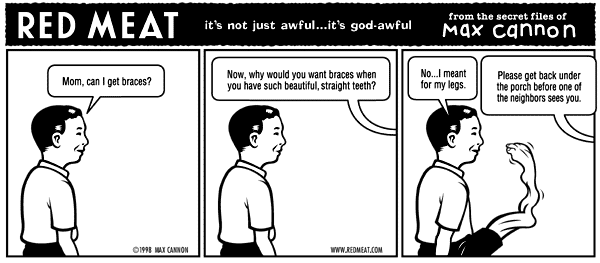 RED MEAT
it's not just awful...it's god-awful
from the secret files of
Max cannon
Mom, can I get braces?
©1998 MAX CANNON
Now, why would you want braces when
you have such beautiful, straight teeth?
WWW.REDMEAT.COM
No...I meant
for my legs.
Please get back under
the porch before one of
the neighbors sees you.